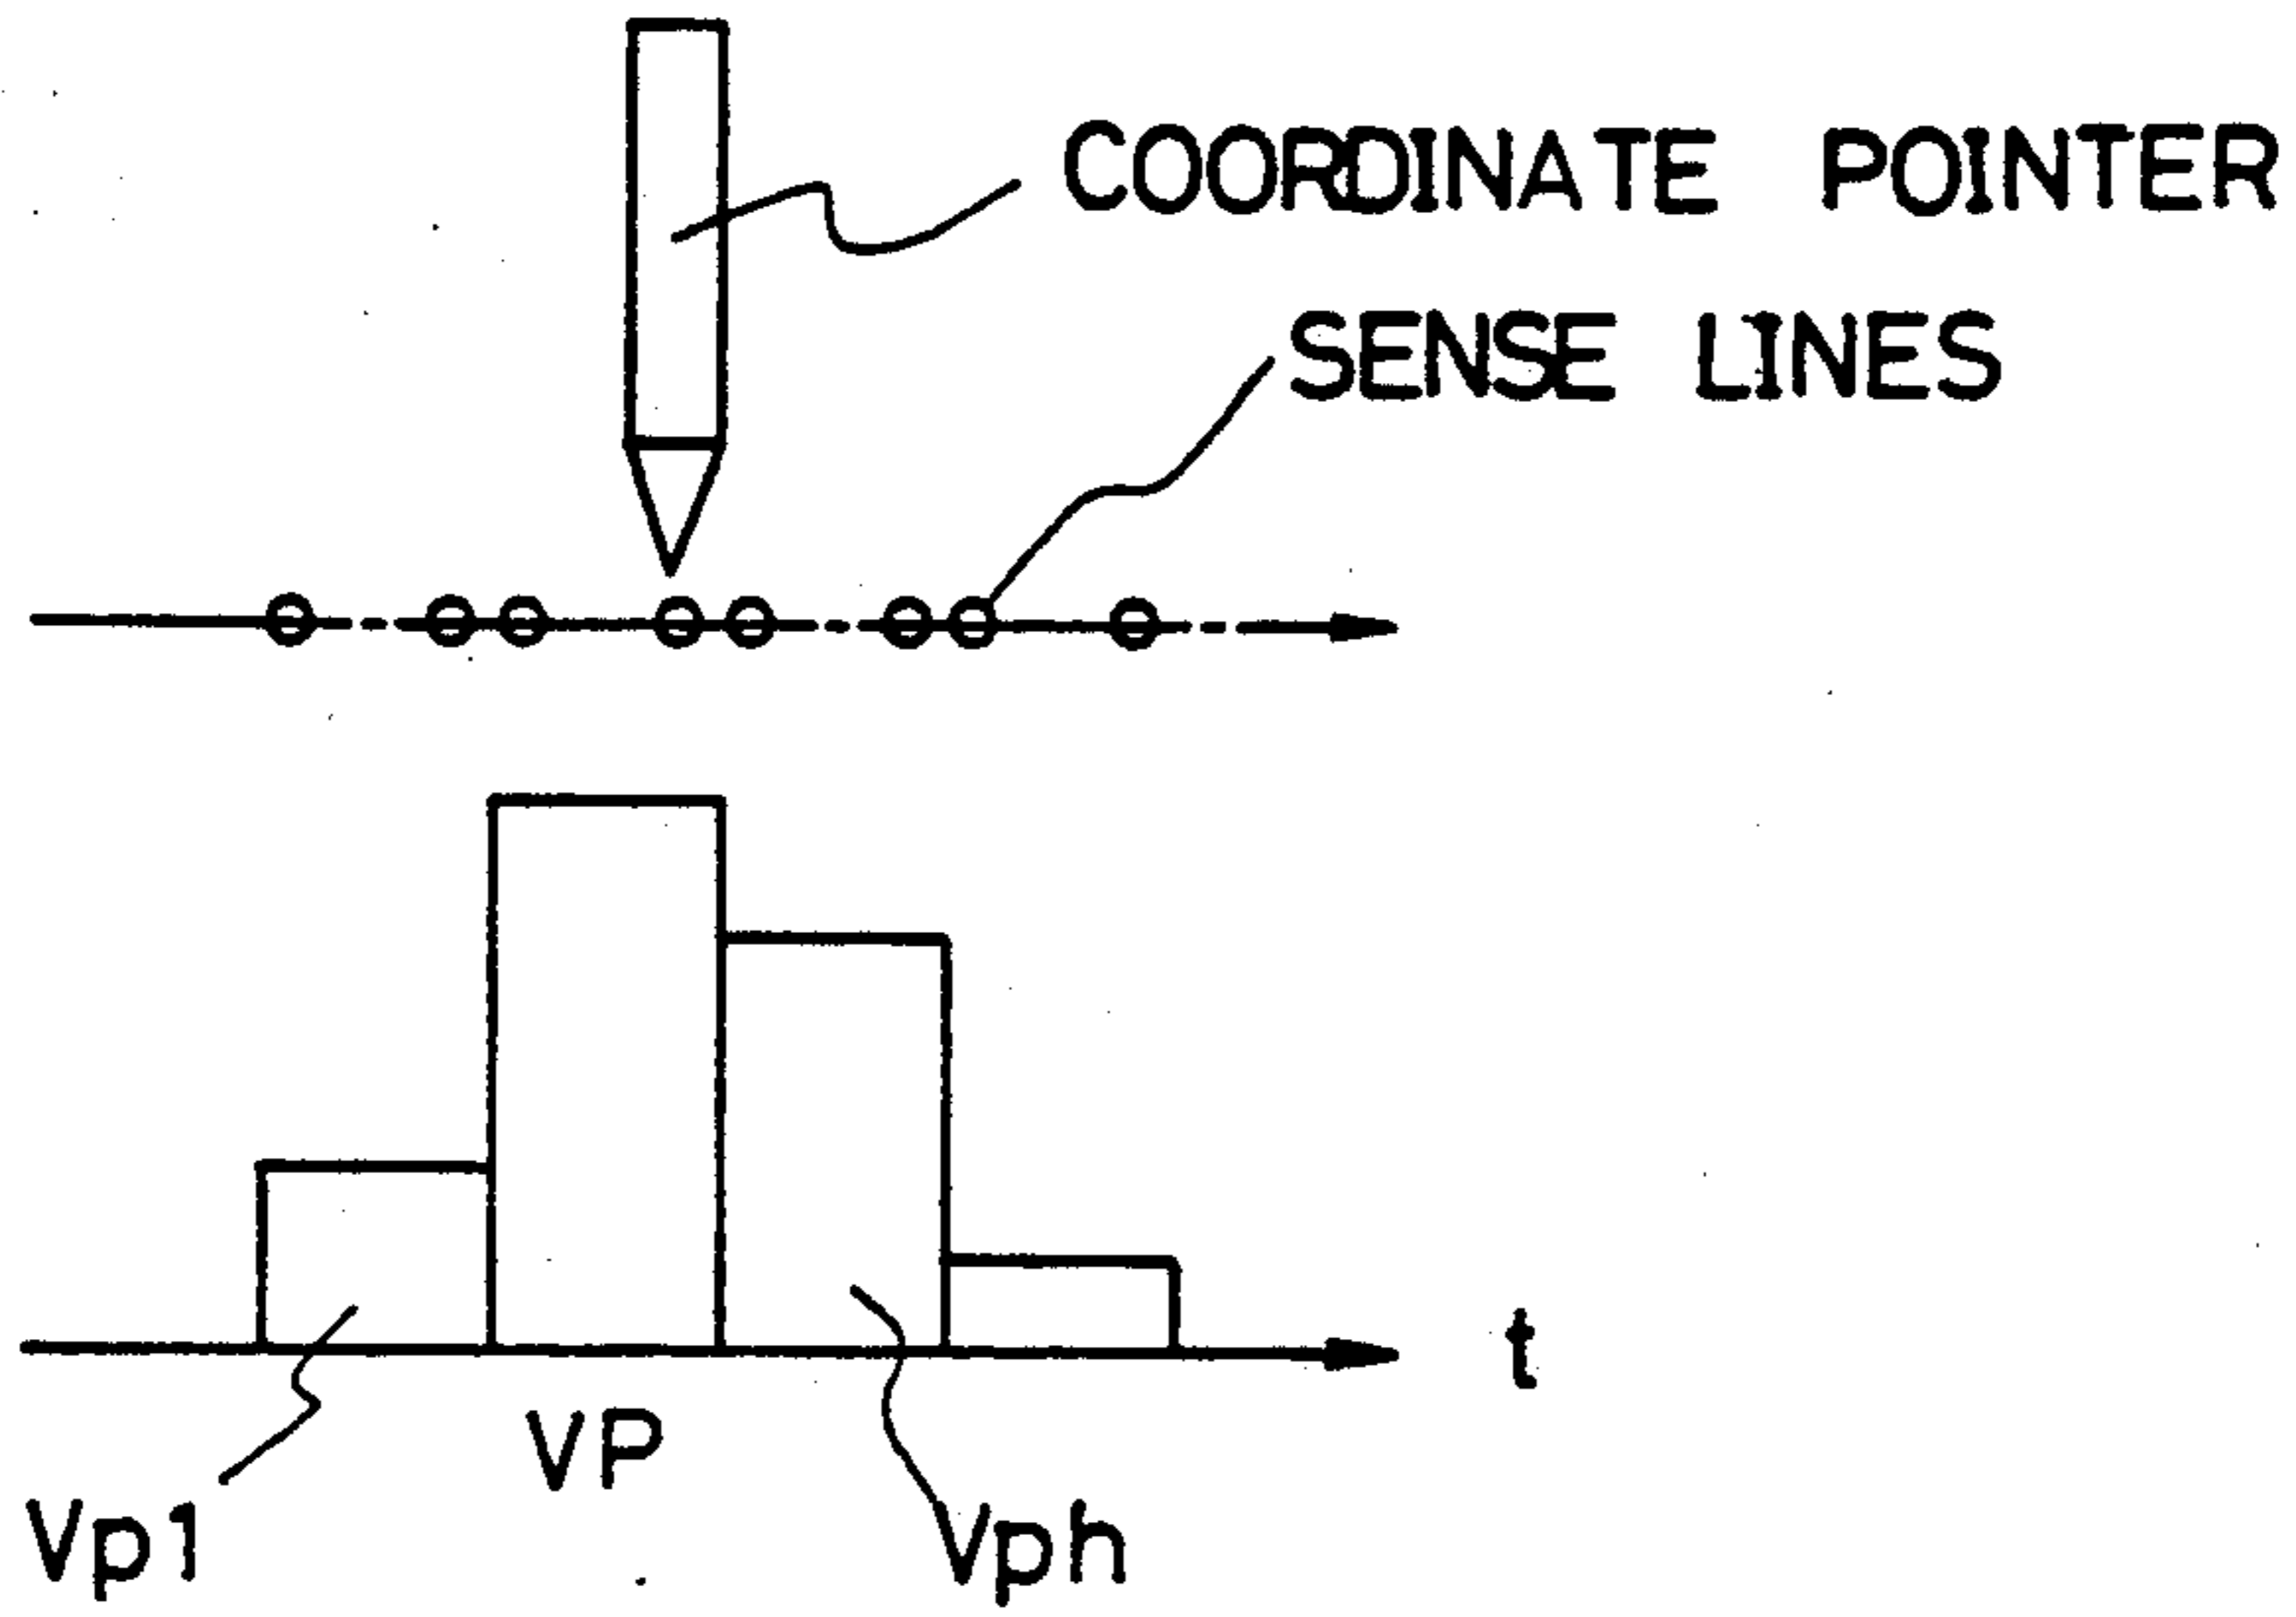 COORDINATE POINTER
SENSE LINES
t
VP
Vp1
Vph